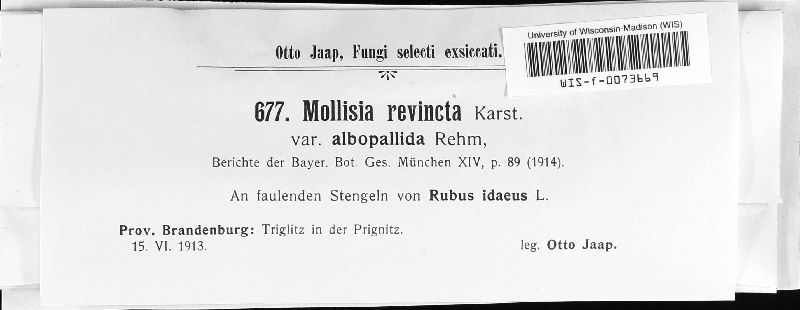 University of Wisconsin-Madison (WIS)
WIS-f-0073669
Otto Jaap, Fungi selecti exsiccati.
677. Mollisia revincta Karst.
var. albopallida Rehm,
Berichte der Bayer. Bot. Ges. München XIV, p. 89 (1914).
An faulenden Stengeln von Rubus idaeus L.
Prov. Brandenburg: Triglitz in der Prignitz.
15. VI. 1913. leg. Otto Jaap.